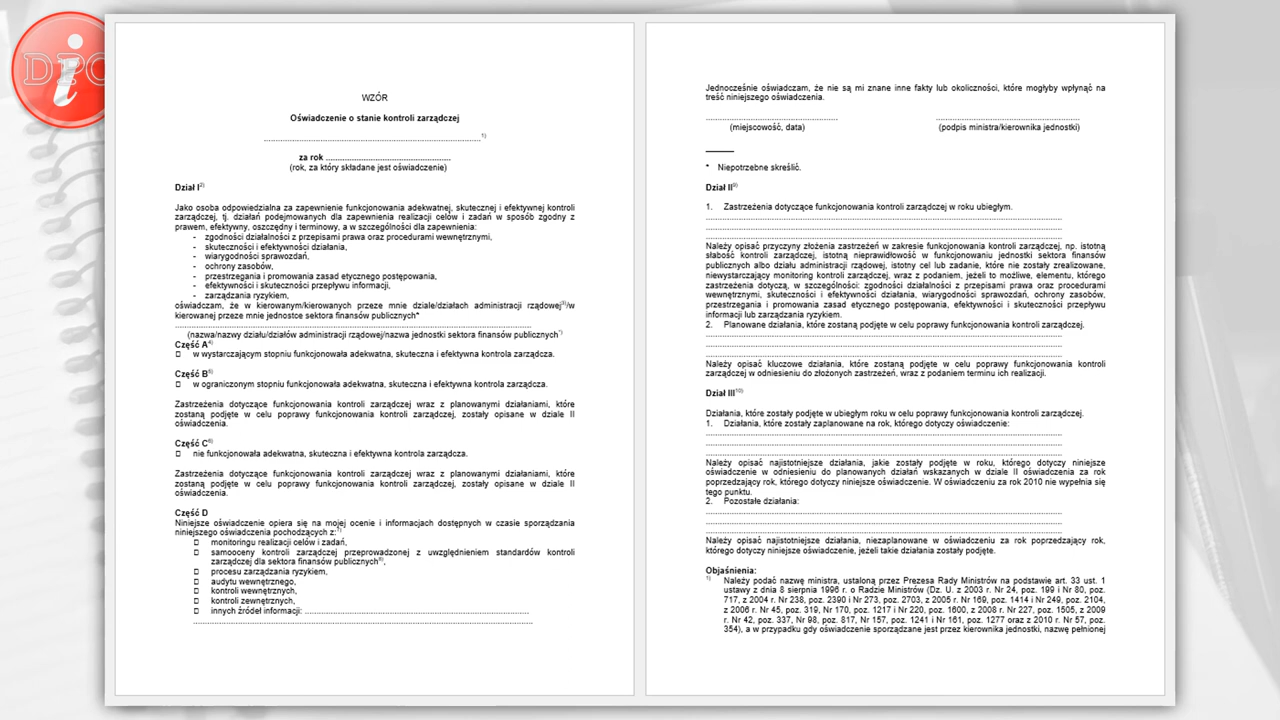 DPC
i
WZÓR
Oświadczenie o stanie kontroli zarządczej
........................................................................................1)
za rok ...................................................
(rok, za który składane jest oświadczenie)
Dział I2)
Jako osoba odpowiedzialna za zapewnienie funkcjonowania adekwatnej, skutecznej i efektywnej kontroli
zarządczej, tj. działań podejmowanych dla zapewnienia realizacji celów i zadań w sposób zgodny z
prawem, efektywny, oszczędny i terminowy, a w szczególności dla zapewnienia:
- zgodności działalności z przepisami prawa oraz procedurami wewnętrznymi,
- skuteczności i efektywności działania,
- wiarygodności sprawozdań,
- ochrony zasobów,
- przestrzegania i promowania zasad etycznego postępowania,
- efektywności i skuteczności przepływu informacji,
- zarządzania ryzykiem,
oświadczam, że w kierowanym/kierowanych przeze mnie dziale/działach administracji rządowej3)/w
kierowanej przeze mnie jednostce sektora finansów publicznych*
..................................................................................................................................................
(nazwa/nazwy działu/działów administracji rządowej/nazwa jednostki sektora finansów publicznych*)
Część A4)
□ w wystarczającym stopniu funkcjonowała adekwatna, skuteczna i efektywna kontrola zarządcza.
Część B5)
□ w ograniczonym stopniu funkcjonowała adekwatna, skuteczna i efektywna kontrola zarządcza.
Zastrzeżenia dotyczące funkcjonowania kontroli zarządczej wraz z planowanymi działaniami, które
zostaną podjęte w celu poprawy funkcjonowania kontroli zarządczej, zostały opisane w dziale II
oświadczenia.
Część C6)
□ nie funkcjonowała adekwatna, skuteczna i efektywna kontrola zarządcza.
Zastrzeżenia dotyczące funkcjonowania kontroli zarządczej wraz z planowanymi działaniami, które
zostaną podjęte w celu poprawy funkcjonowania kontroli zarządczej, zostały opisane w dziale II
oświadczenia.
Część D
Niniejsze oświadczenie opiera się na mojej ocenie i informacjach dostępnych w czasie sporządzania
niniejszego oświadczenia pochodzących z:7)
□ monitoringu realizacji celów i zadań,
□ samooceny kontroli zarządczej przeprowadzonej z uwzględnieniem standardów kontroli
zarządczej dla sektora finansów publicznych8),
□ procesu zarządzania ryzykiem,
□ audytu wewnętrznego,
□ kontroli wewnętrznych,
□ kontroli zewnętrznych,
□ innych źródeł informacji: ............................................................................................
...........................................................................................................................................
Jednocześnie oświadczam, że nie są mi znane inne fakty lub okoliczności, które mogłyby wpłynąć na
treść niniejszego oświadczenia.
...................................................... ...........................................................
(miejscowość, data) (podpis ministra/kierownika jednostki)
* Niepotrzebne skreślić.
Dział II9)
1. Zastrzeżenia dotyczące funkcjonowania kontroli zarządczej w roku ubiegłym.
..................................................................................................................................................
..................................................................................................................................................
..................................................................................................................................................
Należy opisać przyczyny złożenia zastrzeżeń w zakresie funkcjonowania kontroli zarządczej, np. istotną
słabość kontroli zarządczej, istotną nieprawidłowość w funkcjonowaniu jednostki sektora finansów
publicznych albo działu administracji rządowej, istotny cel lub zadanie, które nie zostały zrealizowane,
niewystarczający monitoring kontroli zarządczej, wraz z podaniem, jeżeli to możliwe, elementu, którego
zastrzeżenia dotyczą, w szczególności: zgodności działalności z przepisami prawa oraz procedurami
wewnętrznymi, skuteczności i efektywności działania, wiarygodności sprawozdań, ochrony zasobów,
przestrzegania i promowania zasad etycznego postępowania, efektywności i skuteczności przepływu
informacji lub zarządzania ryzykiem.
2. Planowane działania, które zostaną podjęte w celu poprawy funkcjonowania kontroli zarządczej.
..................................................................................................................................................
..................................................................................................................................................
..................................................................................................................................................
Należy opisać kluczowe działania, które zostaną podjęte w celu poprawy funkcjonowania kontroli
zarządczej w odniesieniu do złożonych zastrzeżeń, wraz z podaniem terminu ich realizacji.
Dział III10)
Działania, które zostały podjęte w ubiegłym roku w celu poprawy funkcjonowania kontroli zarządczej.
1. Działania, które zostały zaplanowane na rok, którego dotyczy oświadczenie:
..................................................................................................................................................
..................................................................................................................................................
..................................................................................................................................................
Należy opisać najistotniejsze działania, jakie zostały podjęte w roku, którego dotyczy niniejsze
oświadczenie w odniesieniu do planowanych działań wskazanych w dziale II oświadczenia za rok
poprzedzający rok, którego dotyczy niniejsze oświadczenie. W oświadczeniu za rok 2010 nie wypełnia się
tego punktu.
2. Pozostałe działania:
..................................................................................................................................................
..................................................................................................................................................
..................................................................................................................................................
Należy opisać najistotniejsze działania, niezaplanowane w oświadczeniu za rok poprzedzający rok,
którego dotyczy niniejsze oświadczenie, jeżeli takie działania zostały podjęte.
Objaśnienia:
1) Należy podać nazwę ministra, ustaloną przez Prezesa Rady Ministrów na podstawie art. 33 ust. 1
ustawy z dnia 8 sierpnia 1996 r. o Radzie Ministrów (Dz. U. z 2003 r. Nr 24, poz. 199 i Nr 80, poz.
717, z 2004 r. Nr 238, poz. 2390 i Nr 273, poz. 2703, z 2005 r. Nr 169, poz. 1414 i Nr 249, poz. 2104,
z 2006 r. Nr 45, poz. 319, Nr 170, poz. 1217 i Nr 220, poz. 1600, z 2008 r. Nr 227, poz. 1505, z 2009
r. Nr 42, poz. 337, Nr 98, poz. 817, Nr 157, poz. 1241 i Nr 161, poz. 1277 oraz z 2010 r. Nr 57, poz.
354), a w przypadku gdy oświadczenie sporządzane jest przez kierownika jednostki, nazwę pełnionej